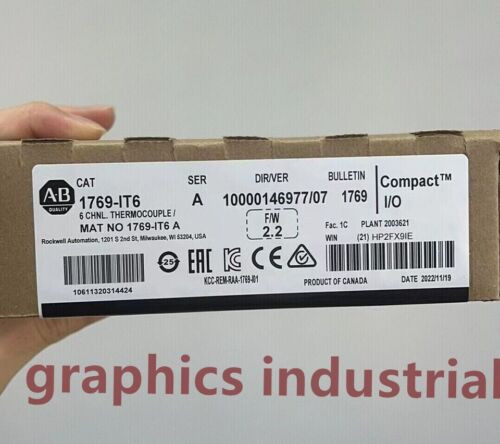 AB
QUALITY
CAT
1769-IT6
6 CHNL. THERMOCOUPLE /
MAT NO 1769-IT6 A
Rockwell Automation, 1201 S 2nd St, Milwaukee, WI 53204, USA
SER
A
DIR/VER
10000146977/07
BULLETIN
1769
Compact™
I/O
F/W
2.2
Fac. 1C PLANT 2003621
WIN (21) HP2FX9IE
10611320314424
25
EAC
KCC-REM-RAA-1769-I01
PRODUCT OF CANADA
DATE 2022/11/19
graphics industrial